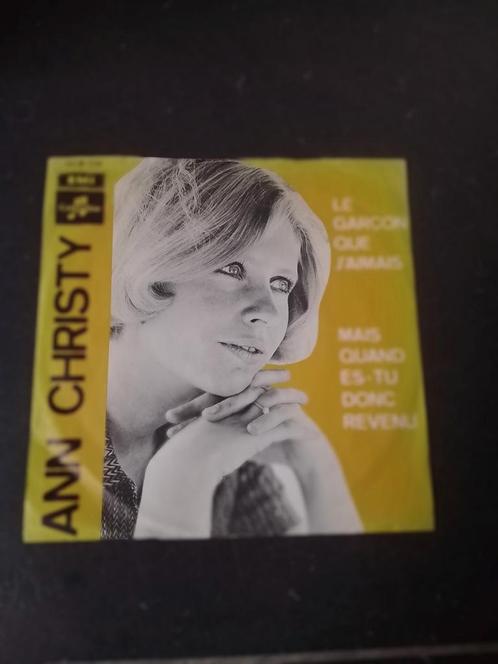 EMI
ANN CHRISTY
LE
GARCON
QUE
J'AIMAIS
MAIS
QUAND
ES-TU
DONC
REVENU